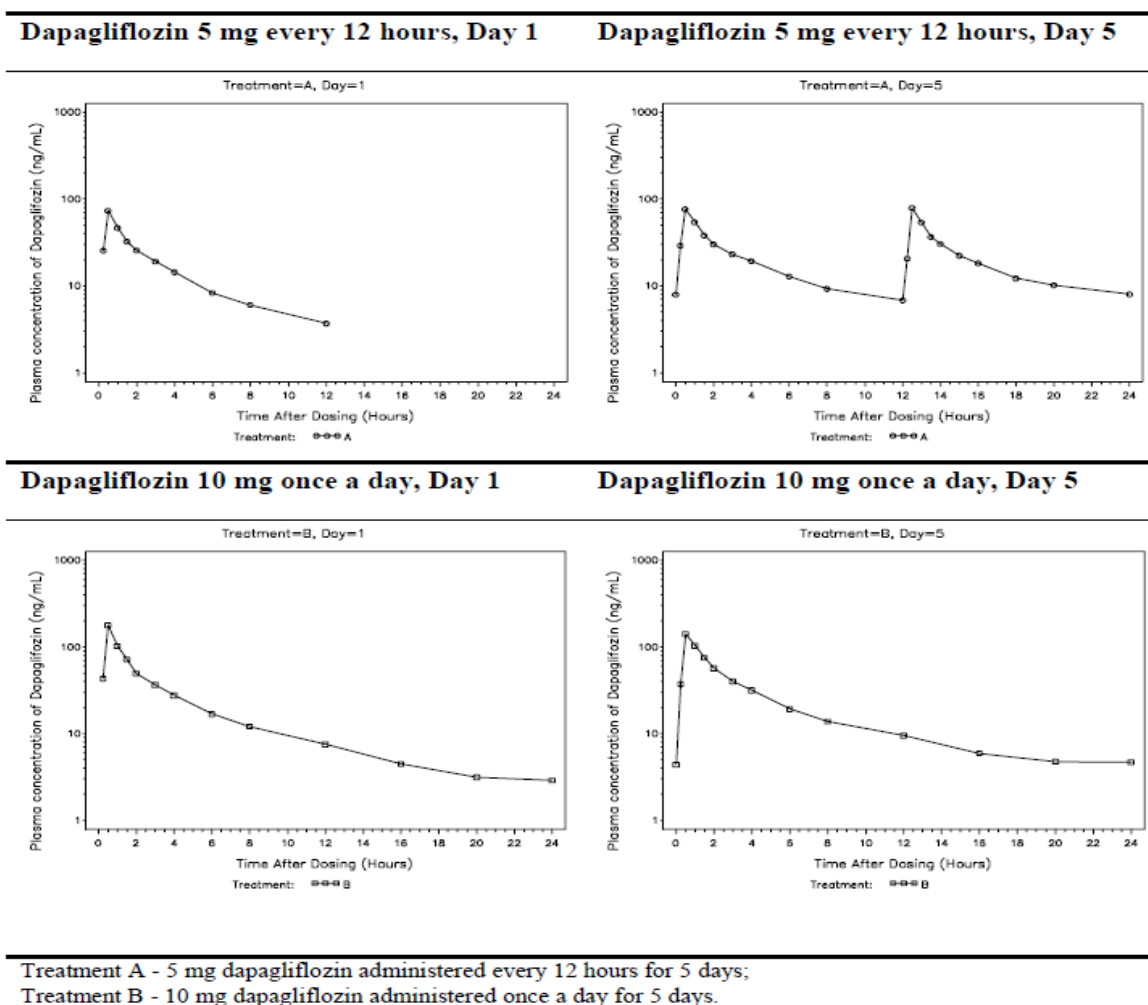 Dapagliflozin 5 mg every 12 hours, Day 1
Dapagliflozin 5 mg every 12 hours, Day 5
Treatment=A, Day=1
Plasma concentration of Dapaglifozin (ng/mL)
1000
100
10
1
0 2 4 6 8 10 12 14 16 18 20 22 24
Time After Dosing (Hours)
Treatment: A
Treatment=A, Day=5
Plasma concentration of Dapaglifozin (ng/mL)
1000
100
10
1
0 2 4 6 8 10 12 14 16 18 20 22 24
Time After Dosing (Hours)
Treatment: A
Dapagliflozin 10 mg once a day, Day 1
Dapagliflozin 10 mg once a day, Day 5
Treatment=B, Day=1
Plasma concentration of Dapaglifozin (ng/mL)
1000
100
10
1
0 2 4 6 8 10 12 14 16 18 20 22 24
Time After Dosing (Hours)
Treatment: B
Treatment=B, Day=5
Plasma concentration of Dapaglifozin (ng/mL)
1000
100
10
1
0 2 4 6 8 10 12 14 16 18 20 22 24
Time After Dosing (Hours)
Treatment: B
Treatment A - 5 mg dapagliflozin administered every 12 hours for 5 days;
Treatment B - 10 mg dapagliflozin administered once a day for 5 days.